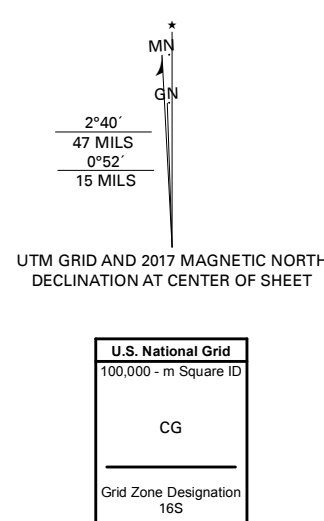 MN
GN
2°40´
47 MILS
0°52´
15 MILS
UTM GRID AND 2017 MAGNETIC NORTH
DECLINATION AT CENTER OF SHEET
U.S. National Grid
100,000 - m Square ID
CG
Grid Zone Designation
16S